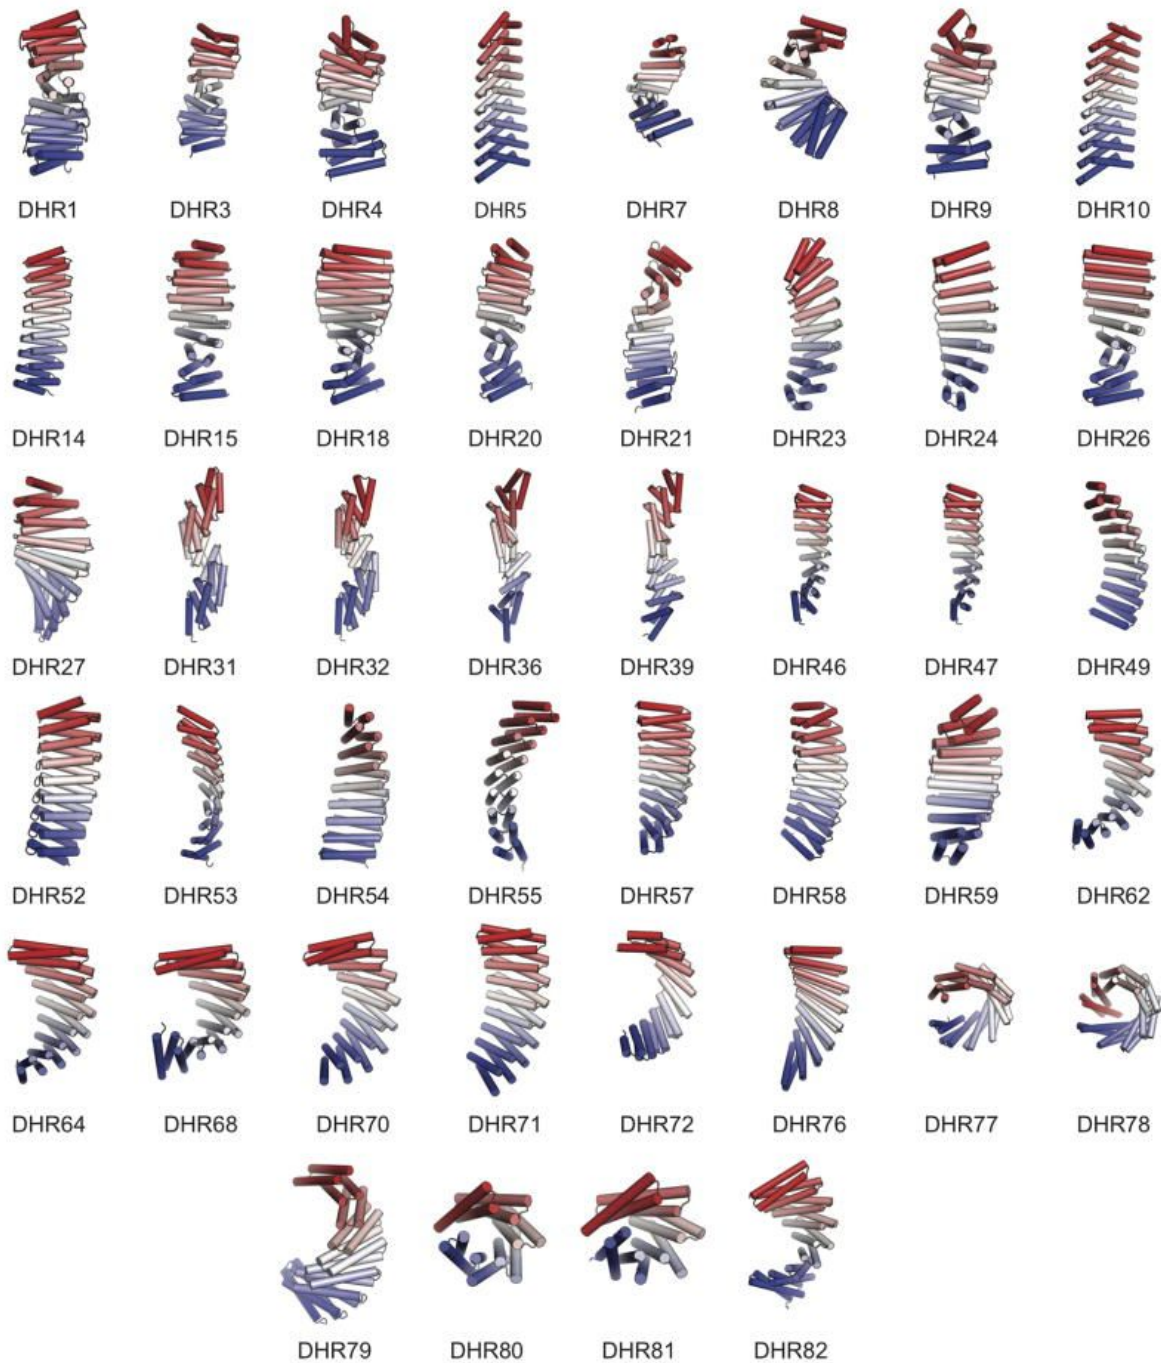 DHR1 DHR3 DHR4 DHR5 DHR7 DHR8 DHR9 DHR10
DHR14 DHR15 DHR18 DHR20 DHR21 DHR23 DHR24 DHR26
DHR27 DHR31 DHR32 DHR36 DHR39 DHR46 DHR47 DHR49
DHR52 DHR53 DHR54 DHR55 DHR57 DHR58 DHR59 DHR62
DHR64 DHR68 DHR70 DHR71 DHR72 DHR76 DHR77 DHR78
DHR79 DHR80 DHR81 DHR82